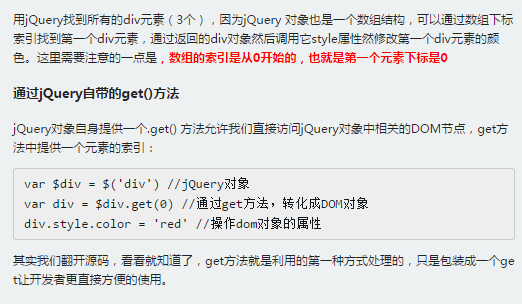 用jQuery找到所有的div元素（3个），因为jQuery 对象也是一个数组结构，可以通过数组下标
索引找到第一个div元素，通过返回的div对象然后调用它style属性然修改第一个div元素的颜
色。这里需要注意的一点是，数组的索引是从0开始的，也就是第一个元素下标是0
通过jQuery自带的get()方法
jQuery对象自身提供一个.get() 方法允许我们直接访问jQuery对象中相关的DOM节点，get方
法中提供一个元素的索引：
var $div = $('div') //jQuery对象
var div = $div.get(0) //通过get方法，转化成DOM对象
div.style.color = 'red' //操作dom对象的属性
其实我们翻开源码，看看就知道了，get方法就是利用的第一种方式处理的，只是包装成一个ge
t让开发者更直接方便的使用。